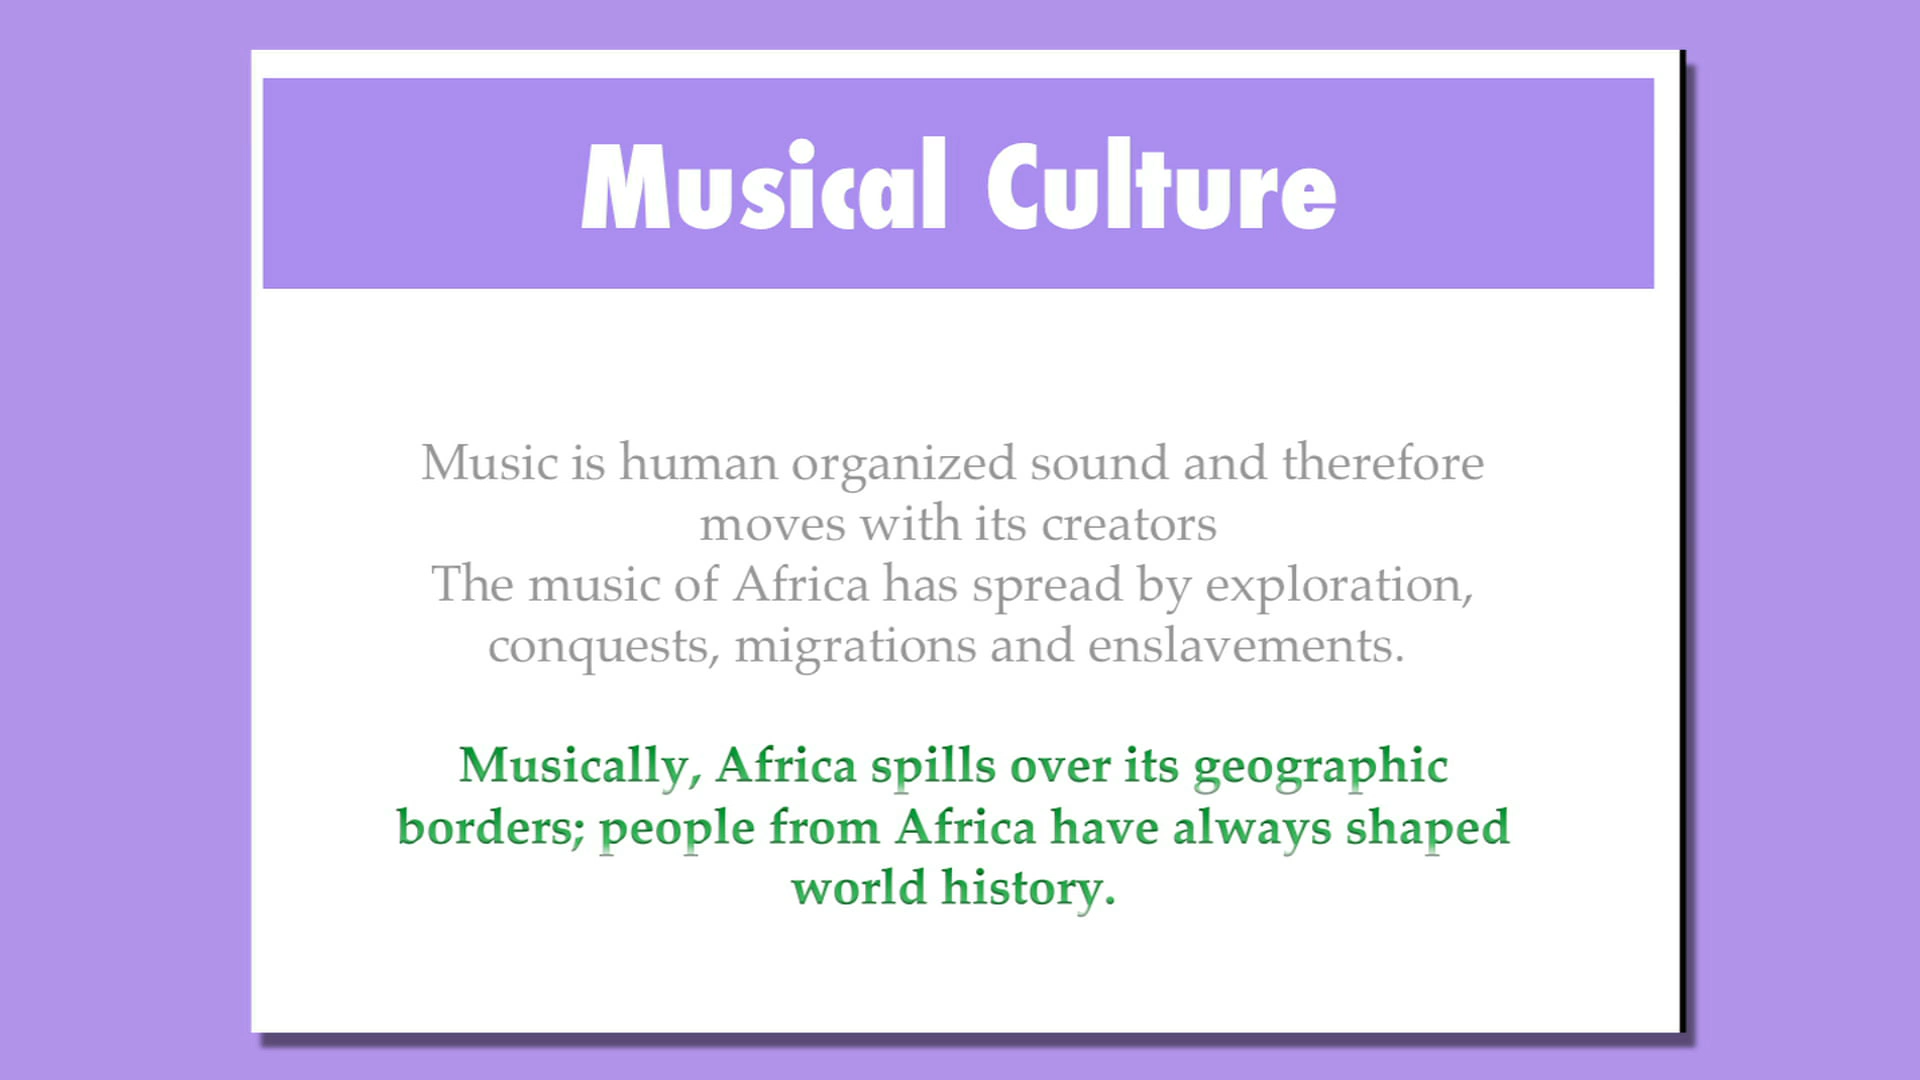 Musical Culture
Music is human organized sound and therefore
moves with its creators
The music of Africa has spread by exploration,
conquests, migrations and enslavements.
Musically, Africa spills over its geographic
borders; people from Africa have always shaped
world history.